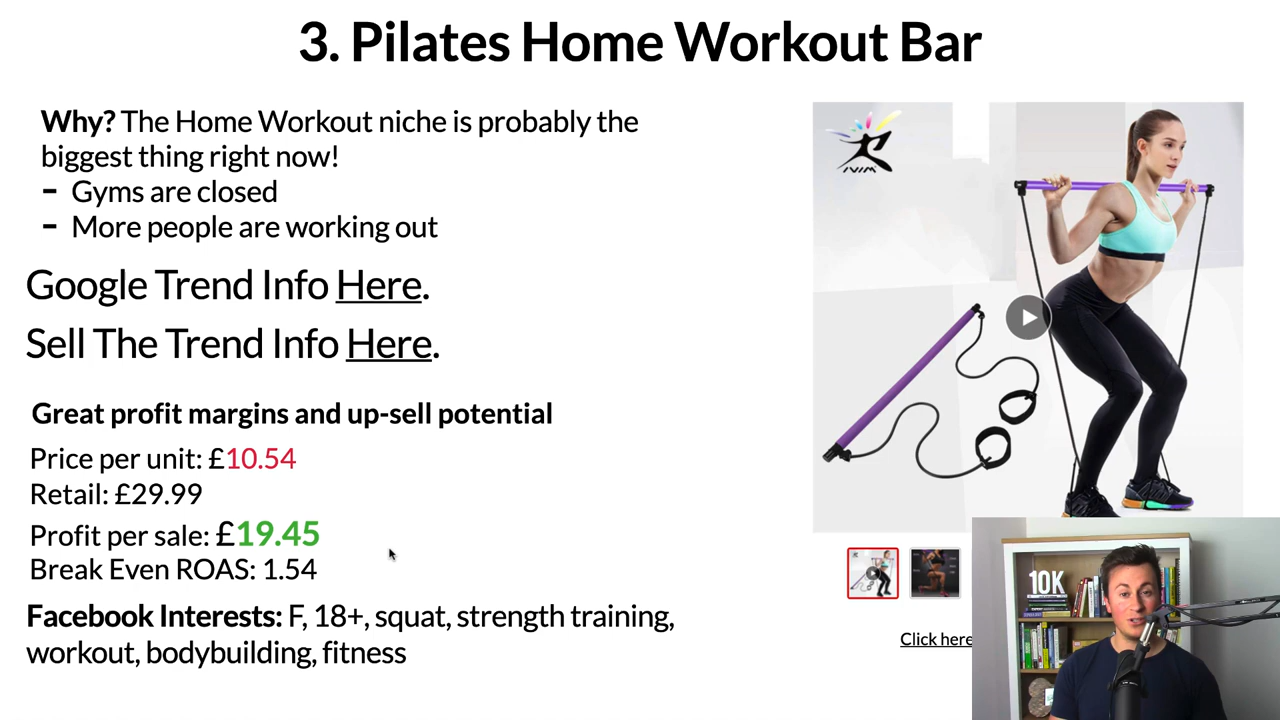 3. Pilates Home Workout Bar
Why? The Home Workout niche is probably the
biggest thing right now!
- Gyms are closed
- More people are working out
Google Trend Info Here.
Sell The Trend Info Here.
Great profit margins and up-sell potential
Price per unit: £10.54
Retail: £29.99
Profit per sale: £19.45
Break Even ROAS: 1.54
Facebook Interests: F, 18+, squat, strength training,
workout, bodybuilding, fitness
IVIM
Click here
10K